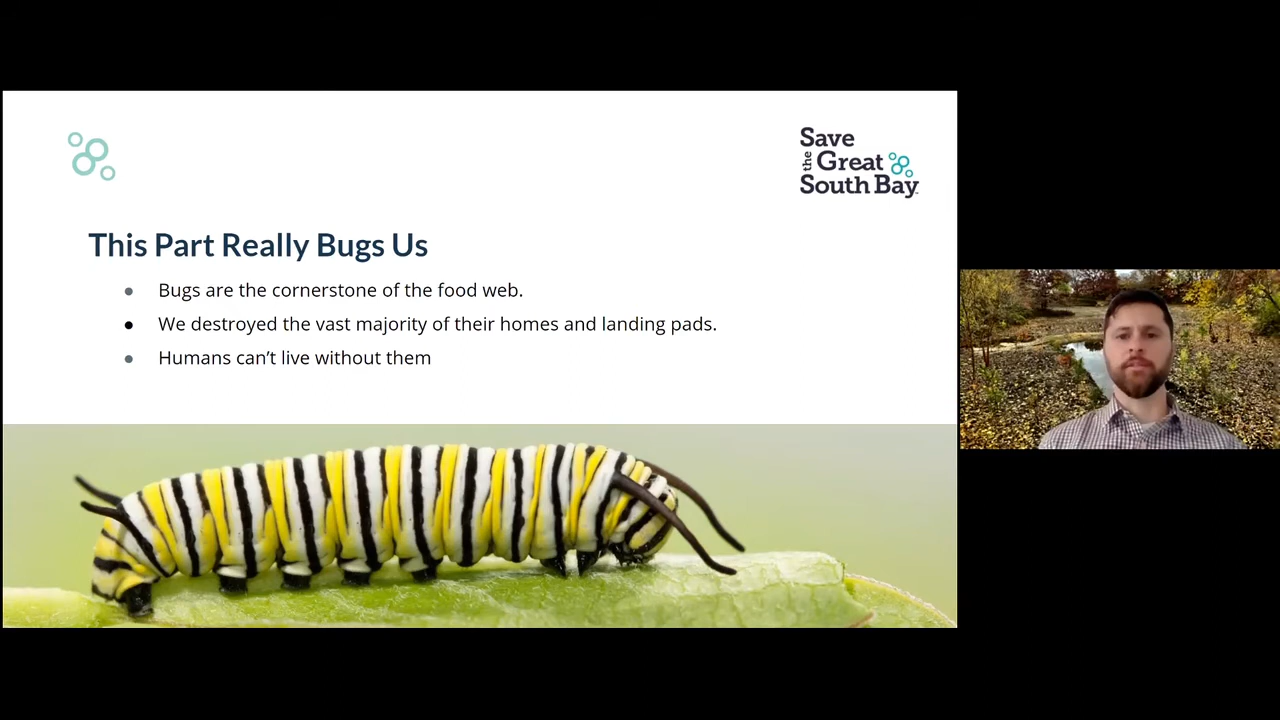 Save
the Great
South Bay
This Part Really Bugs Us
● Bugs are the cornerstone of the food web.
● We destroyed the vast majority of their homes and landing pads.
● Humans can’t live without them